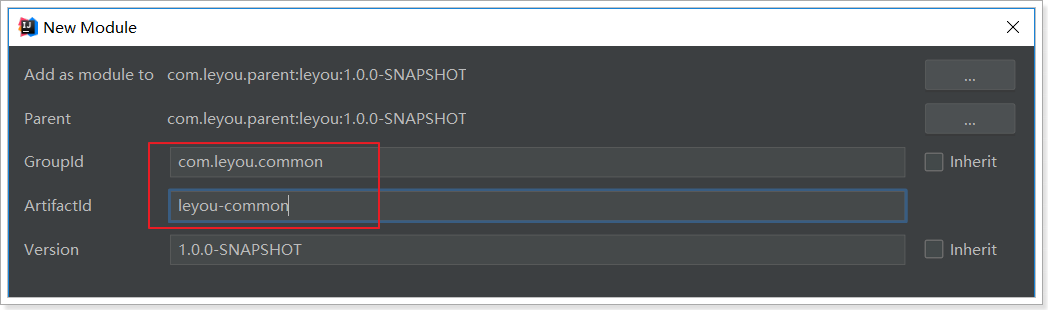 New Module
Add as module to com.leyou.parent:leyou:1.0.0-SNAPSHOT ...
Parent com.leyou.parent:leyou:1.0.0-SNAPSHOT ...
GroupId com.leyou.common Inherit
ArtifactId leyou-common
Version 1.0.0-SNAPSHOT Inherit